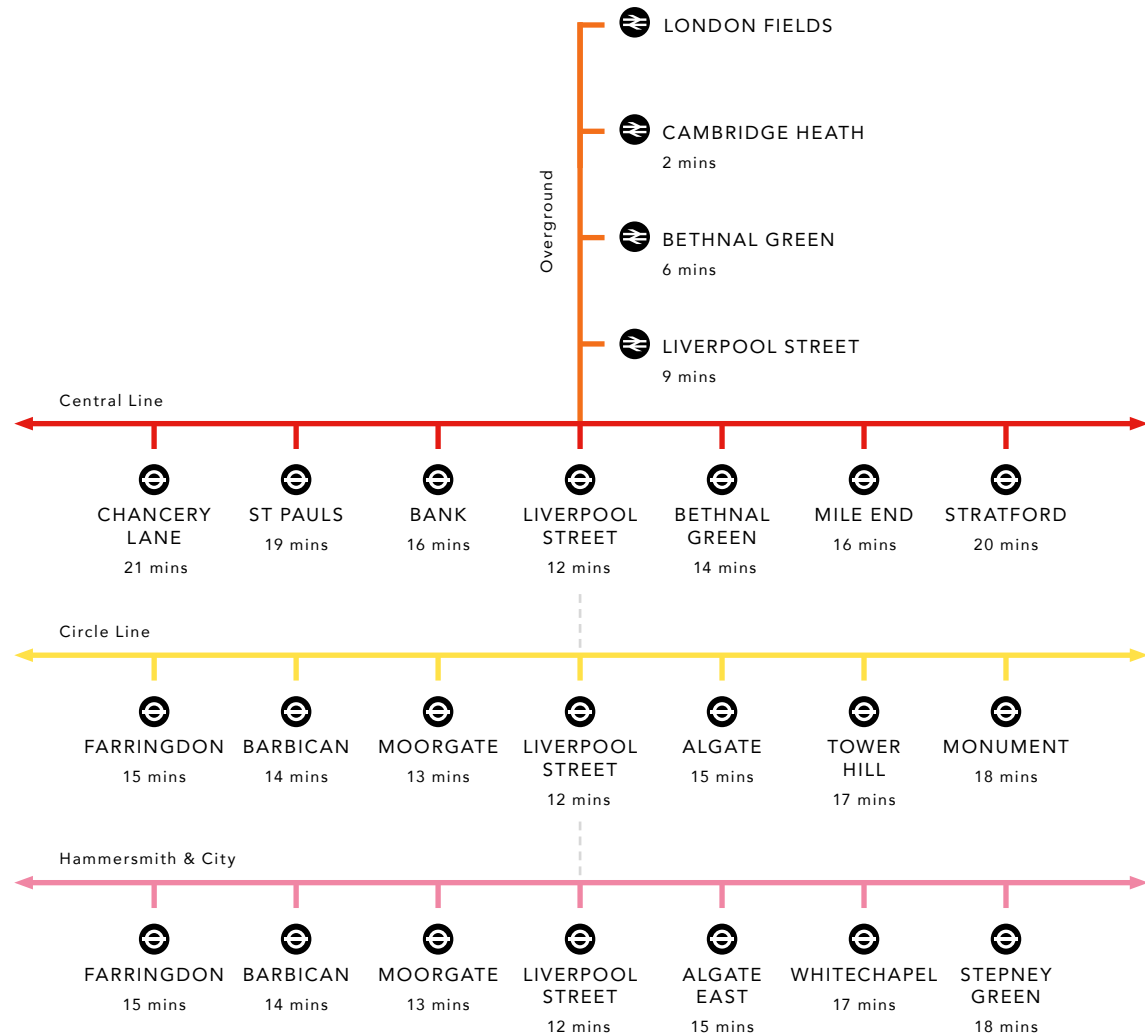 LONDON FIELDS
CAMBRIDGE HEATH
2 mins
Overground
BETHNAL GREEN
6 mins
LIVERPOOL STREET
9 mins
Central Line
CHANCERY
LANE
21 mins
ST PAULS
19 mins
BANK
16 mins
LIVERPOOL
STREET
12 mins
BETHNAL
GREEN
14 mins
MILE END
16 mins
STRATFORD
20 mins
Circle Line
FARRINGDON
15 mins
BARBICAN
14 mins
MOORGATE
13 mins
LIVERPOOL
STREET
12 mins
ALGATE
15 mins
TOWER
HILL
17 mins
MONUMENT
18 mins
Hammersmith & City
FARRINGDON
15 mins
BARBICAN
14 mins
MOORGATE
13 mins
LIVERPOOL
STREET
12 mins
ALGATE
EAST
15 mins
WHITECHAPEL
17 mins
STEPNEY
GREEN
18 mins